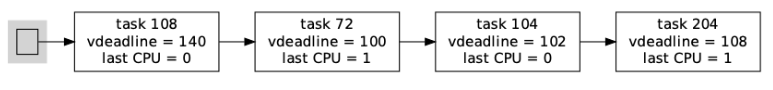 task 108
vdeadline = 140
last CPU = 0
task 72
vdeadline = 100
last CPU = 1
task 104
vdeadline = 102
last CPU = 0
task 204
vdeadline = 108
last CPU = 1